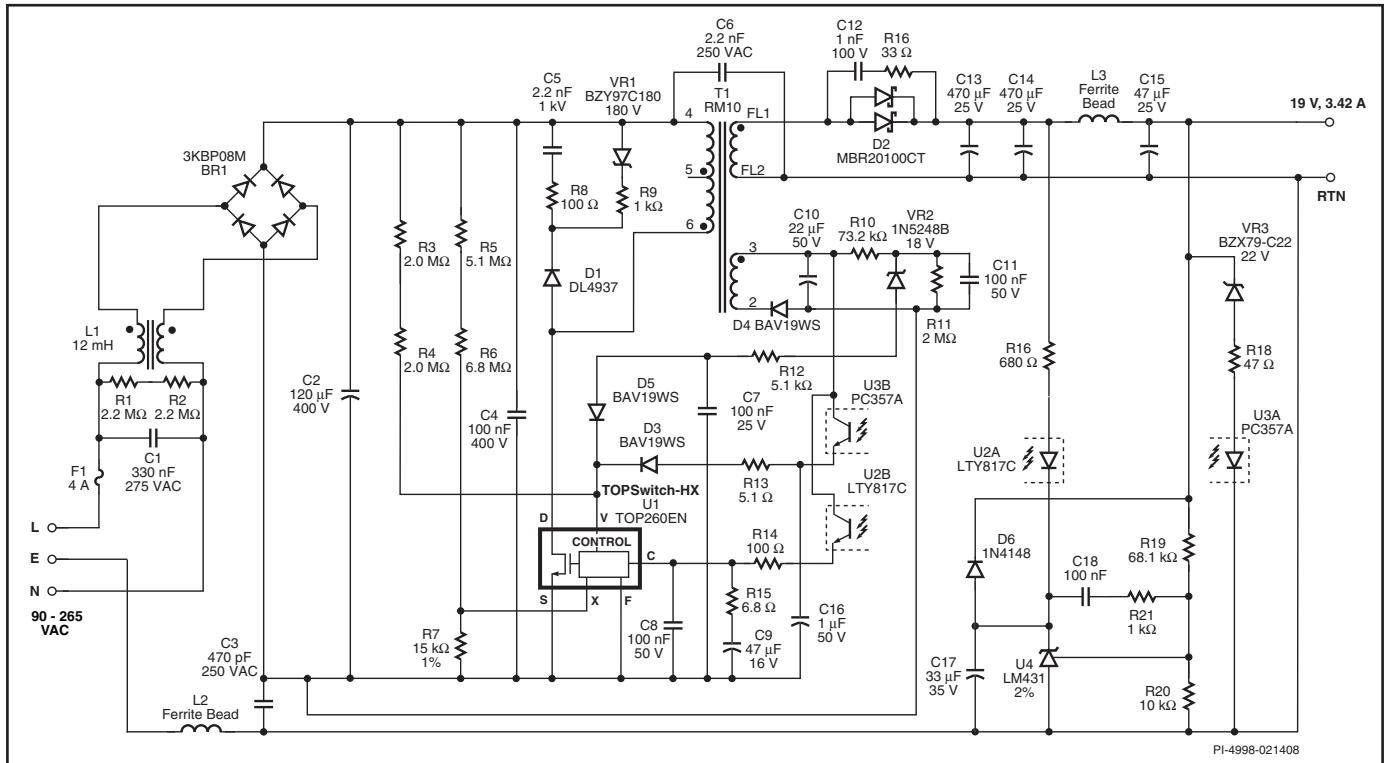 C6
2.2 nF
250 VAC
C12
1 nF
100 V
R16
33 Ω
C5
2.2 nF
1 kV
VR1
BZY97C180
180 V
T1
RM10
4
5
6
FL1
FL2
D2
MBR20100CT
C13
470 μF
25 V
C14
470 μF
25 V
L3
Ferrite
Bead
C15
47 μF
25 V
19 V, 3.42 A
RTN
3KBP08M
BR1
R8
100 Ω
R9
1 kΩ
R3
2.0 MΩ
R5
5.1 MΩ
D1
DL4937
3
2
C10
22 μF
50 V
R10
73.2 kΩ
VR2
1N5248B
18 V
C11
100 nF
50 V
D4 BAV19WS
R11
2 MΩ
VR3
BZX79-C22
22 V
L1
12 mH
R1
2.2 MΩ
R2
2.2 MΩ
C1
330 nF
275 VAC
F1
4 A
C2
120 μF
400 V
R4
2.0 MΩ
R6
6.8 MΩ
C4
100 nF
400 V
D5
BAV19WS
D3
BAV19WS
C7
100 nF
25 V
R12
5.1 kΩ
R13
5.1 Ω
U3B
PC357A
U2B
LTY817C
R16
680 Ω
R18
47 Ω
U2A
LTY817C
U3A
PC357A
TOPSwitch-HX
U1
TOP260EN
D
V
CONTROL
C
S
X
F
R14
100 Ω
R15
6.8 Ω
C8
100 nF
50 V
C9
47 μF
16 V
C16
1 μF
50 V
D6
1N4148
C18
100 nF
R19
68.1 kΩ
R21
1 kΩ
C17
33 μF
35 V
U4
LM431
2%
R20
10 kΩ
L
E
N
90 - 265
VAC
R7
15 kΩ
1%
C3
470 pF
250 VAC
L2
Ferrite Bead
PI-4998-021408